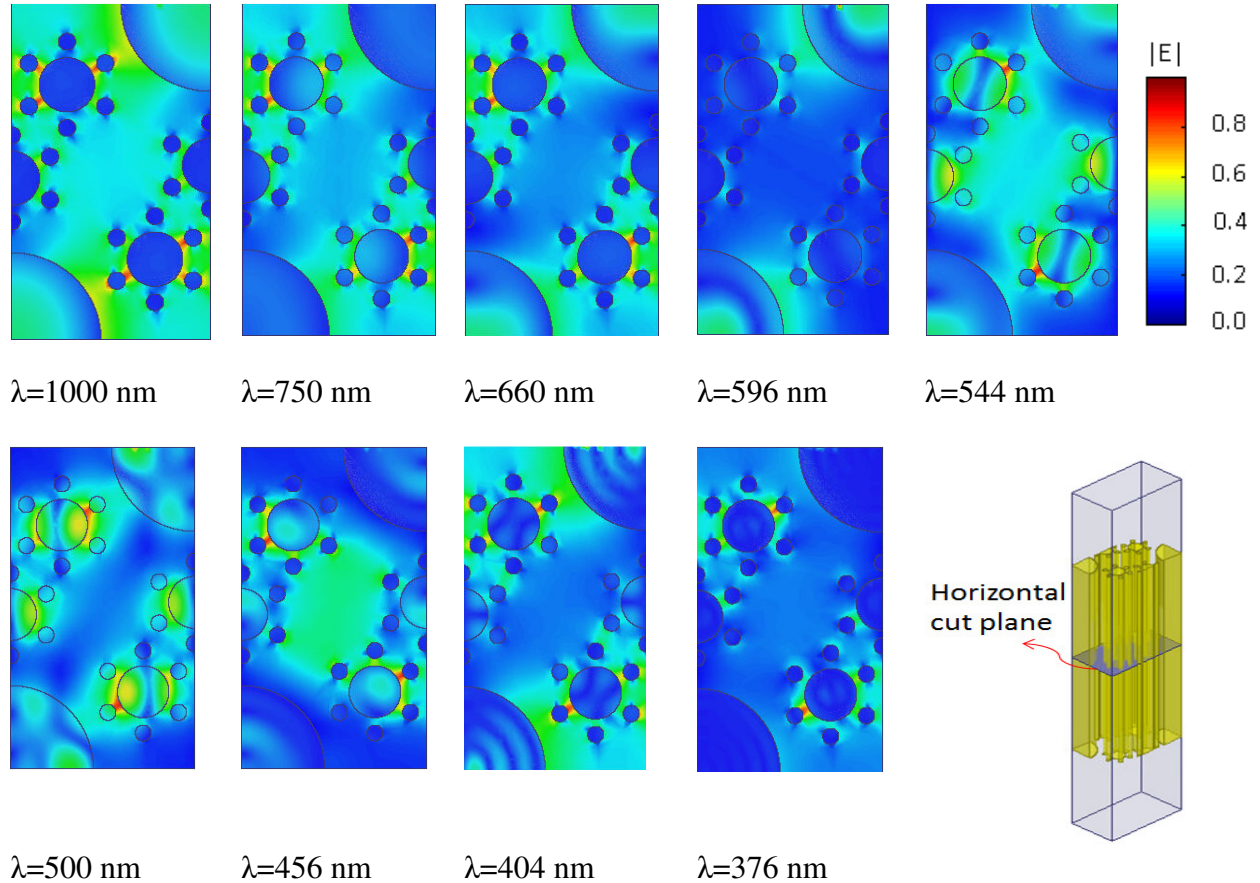 |E|
0.8
0.6
0.4
0.2
0.0
λ=1000 nm
λ=750 nm
λ=660 nm
λ=596 nm
λ=544 nm
Horizontal
cut plane
λ=500 nm
λ=456 nm
λ=404 nm
λ=376 nm